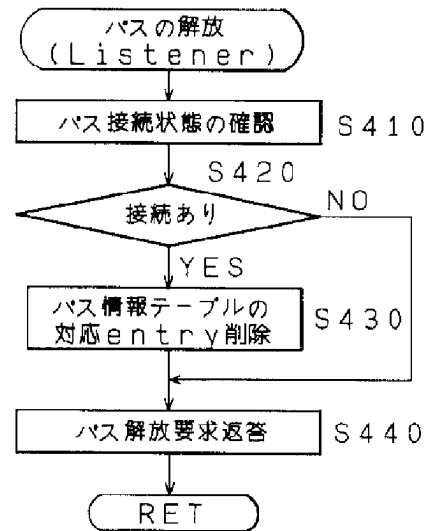 パスの解放
(Listener)
パス接続状態の確認 S410
S420
接続あり NO
YES
パス情報テーブルの
対応entry削除 S430
パス解放要求返答 S440
RET